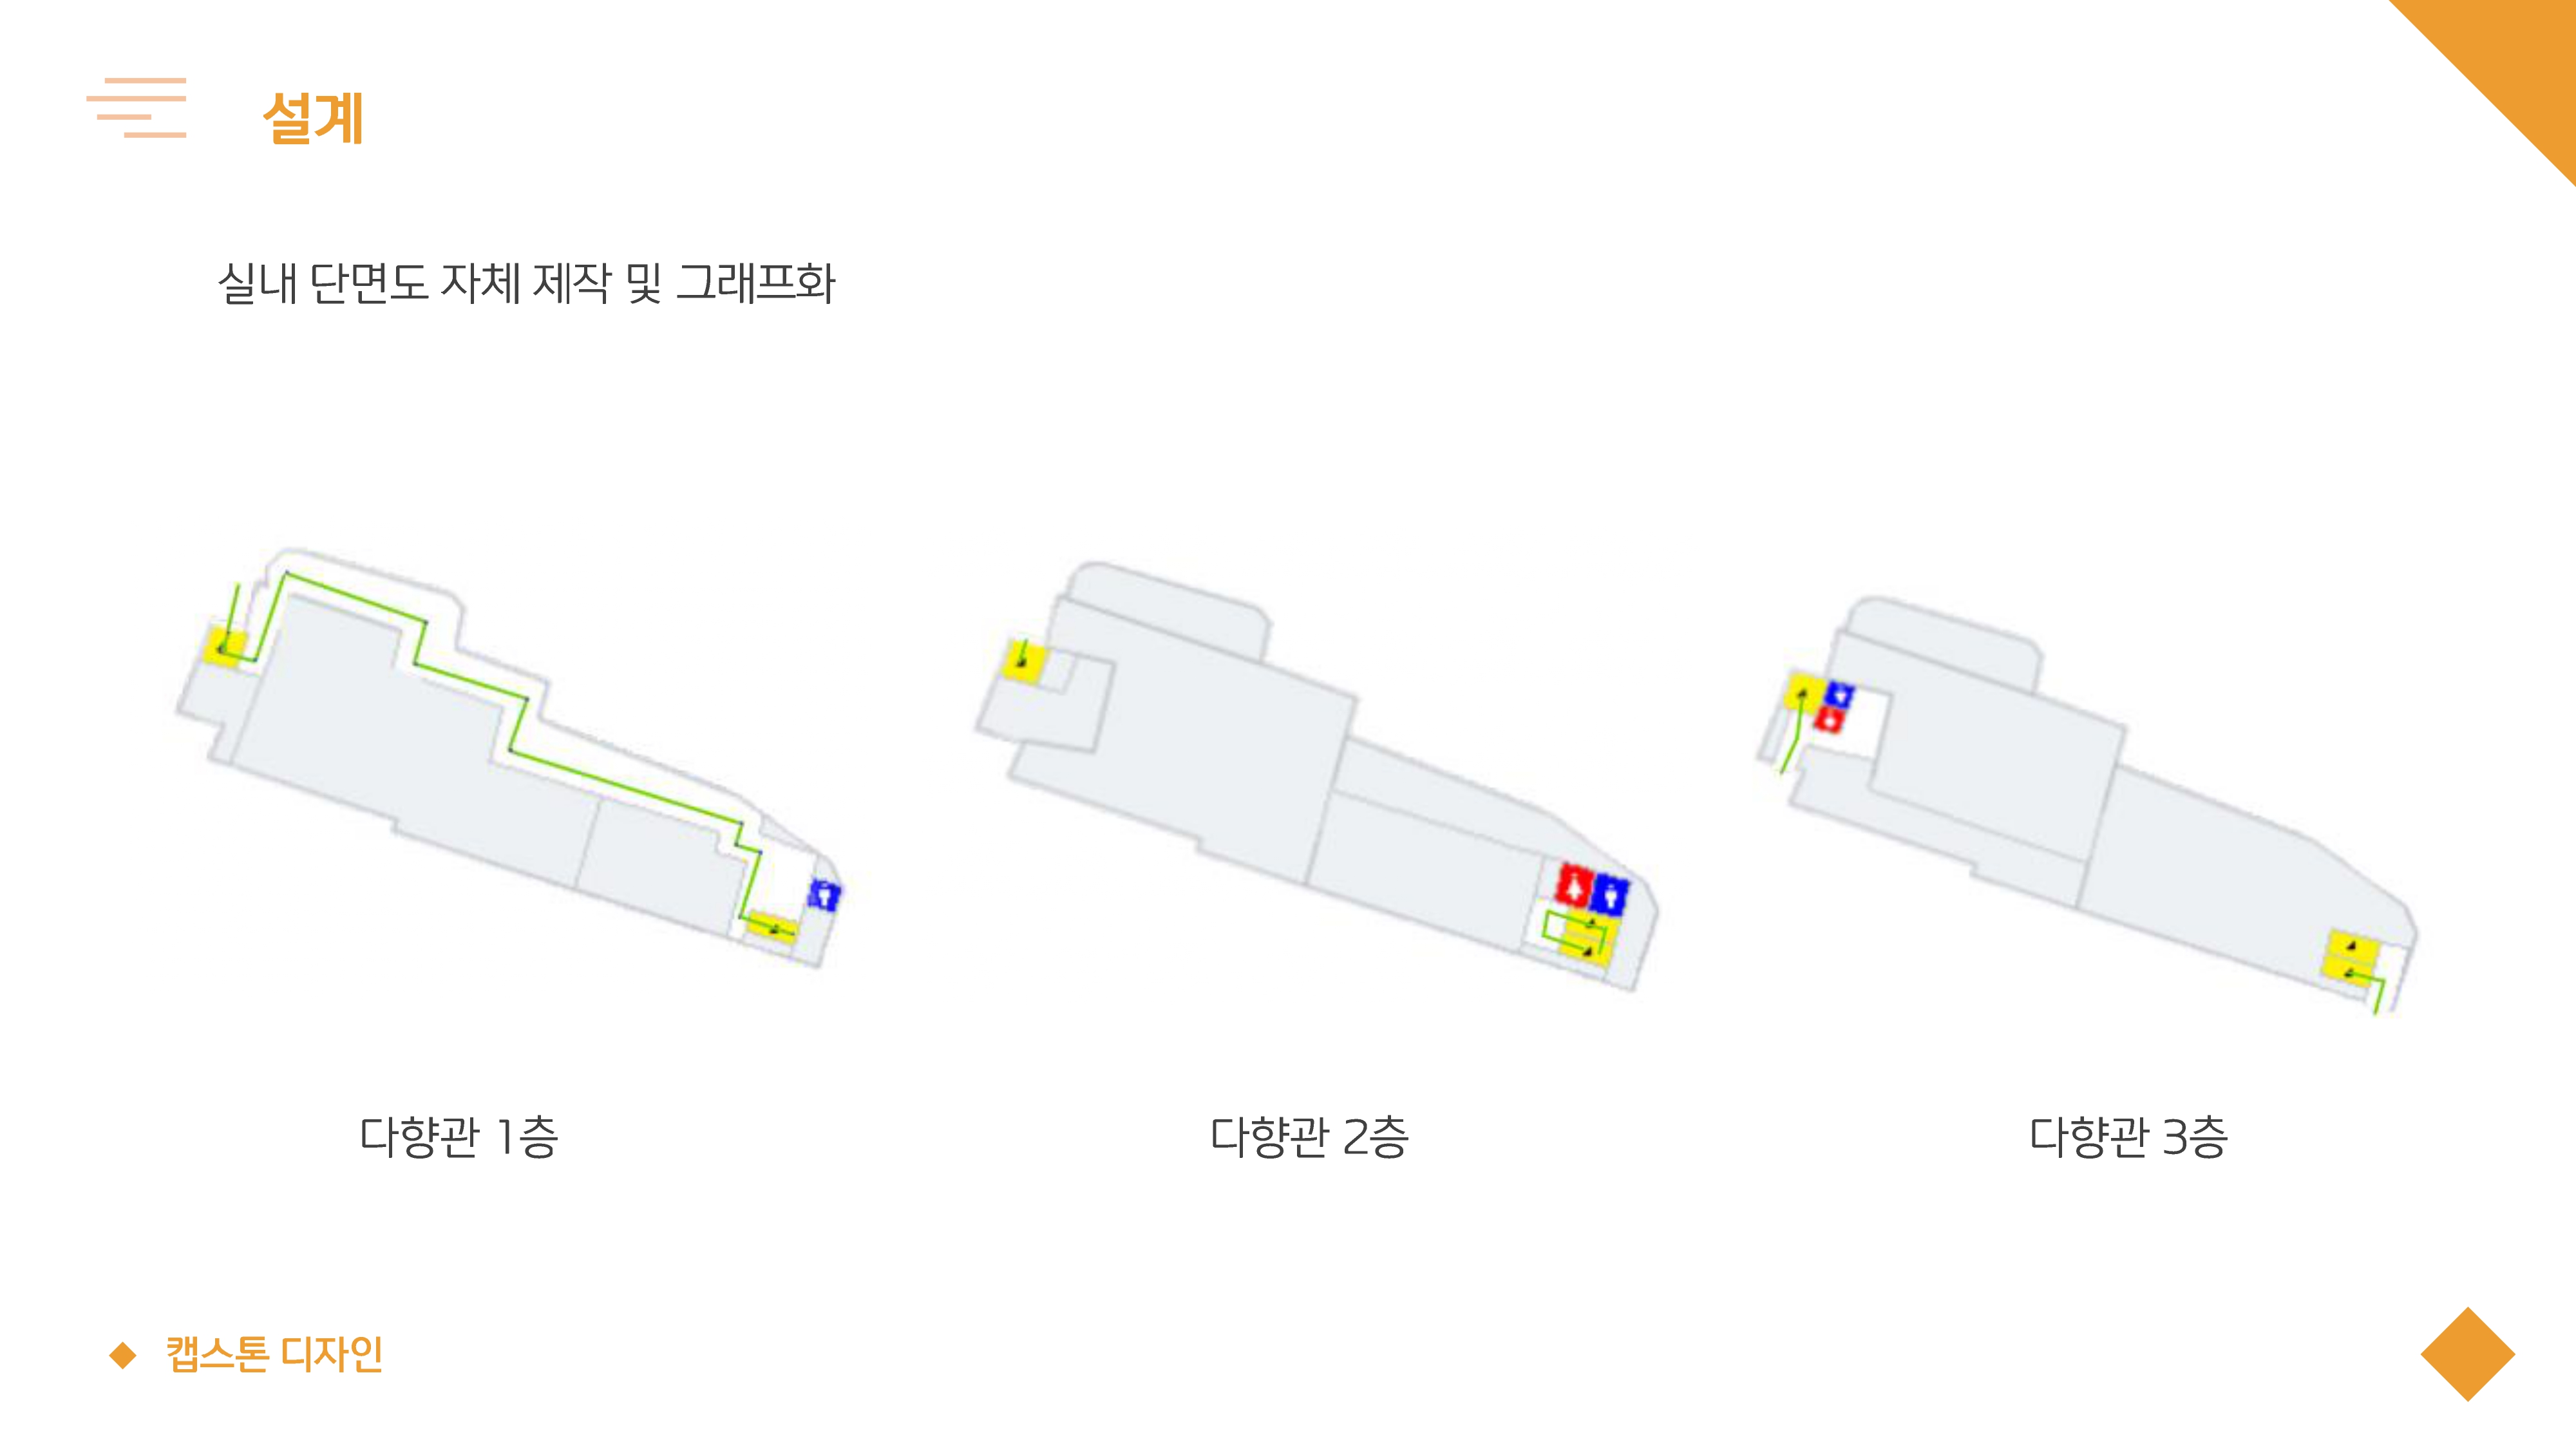 설계
실내 단면도 자체 제작 및 그래프화
다향관 1층
다향관 2층
다향관 3층
캡스톤 디자인